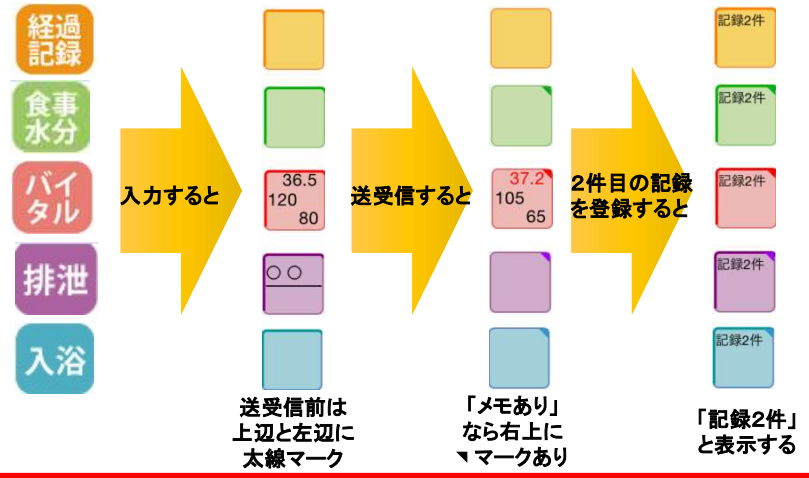 経過
記録
食事
水分
バイ
タル
排泄
入浴
入力すると
36.5
120
80
○○
送受信前は
上辺と左辺に
太線マーク
送受信すると
37.2
105
65
「メモあり」
なら右上に
◥マークあり
2件目の記録
を登録すると
記録2件
記録2件
記録2件
記録2件
記録2件
「記録2件」
と表示する